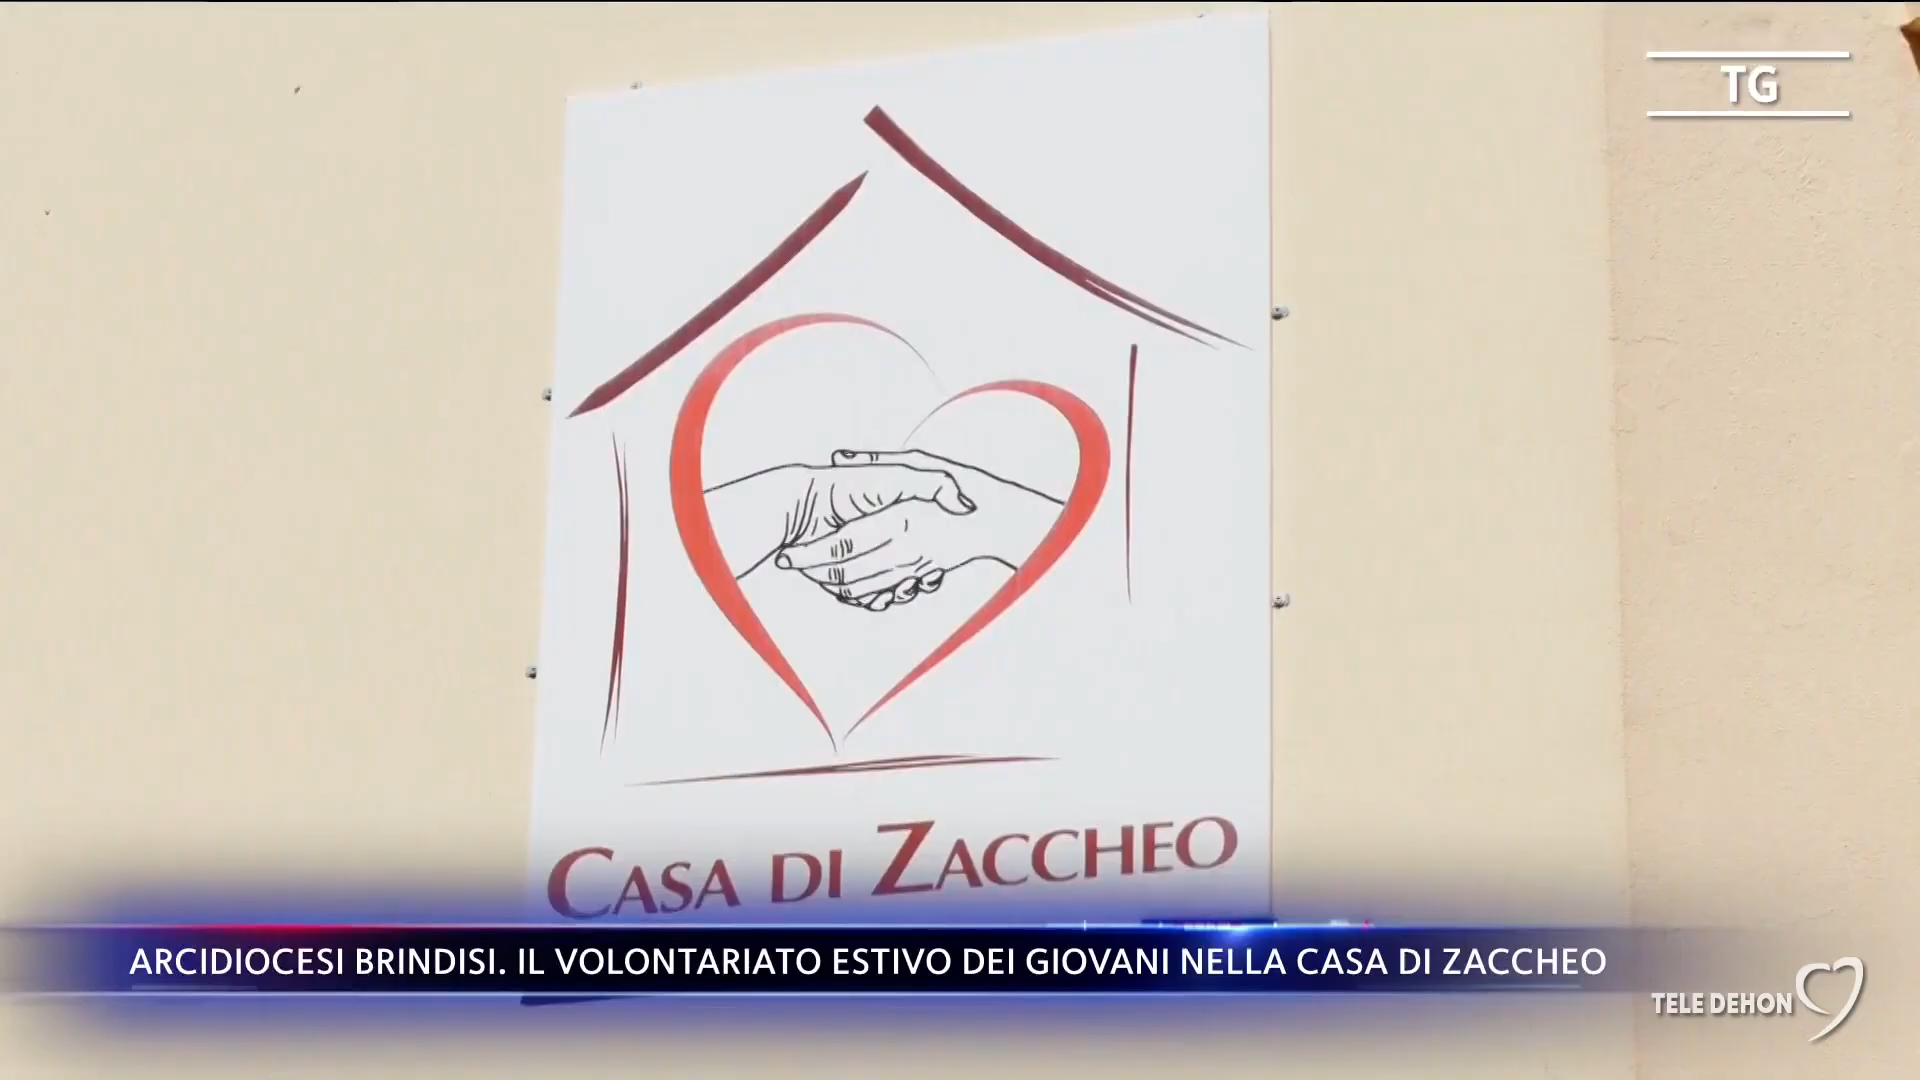 TG
CASA DI ZACCHEO
ARCIDIOCESI BRINDISI. IL VOLONTARIATO ESTIVO DEI GIOVANI NELLA CASA DI ZACCHEO
TELE DEHON